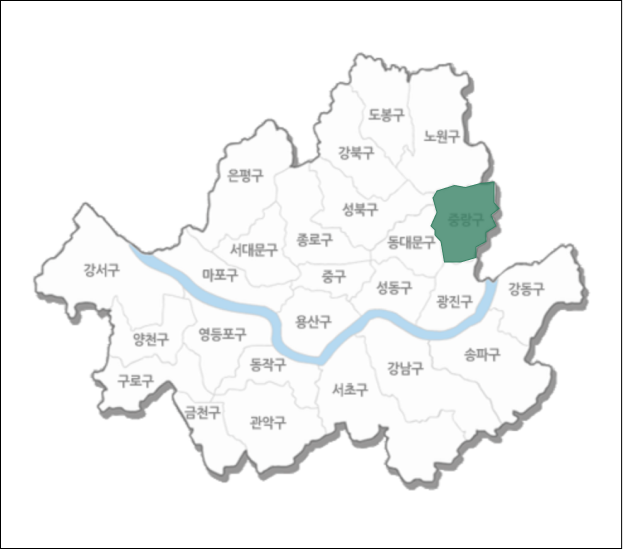 도봉구
노원구
강북구
은평구
성북구
중랑구
종로구
동대문구
서대문구
강서구
마포구
중구
성동구
강동구
광진구
용산구
영등포구
양천구
송파구
동작구
강남구
구로구
서초구
금천구
관악구